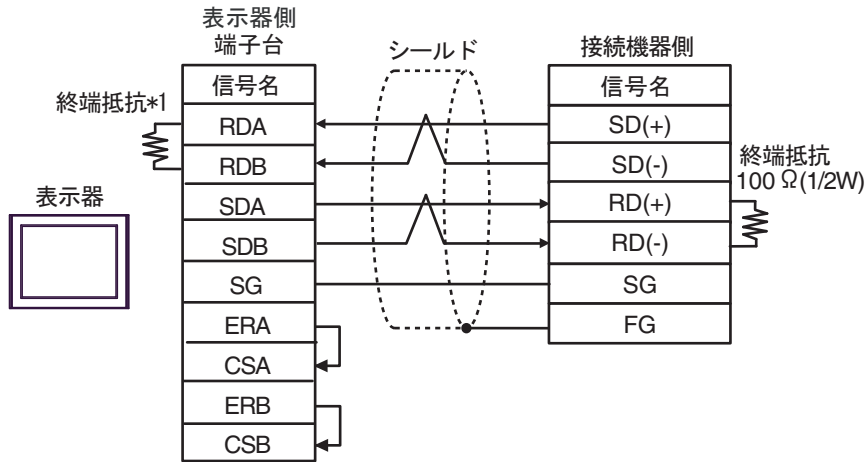 表示器側
端子台
シールド
接続機器側
信号名
信号名
終端抵抗*1
RDA
SD(+)
RDB
SD(-)
終端抵抗
100 Ω(1/2W)
表示器
SDA
RD(+)
SDB
RD(-)
SG
SG
ERA
FG
CSA
ERB
CSB